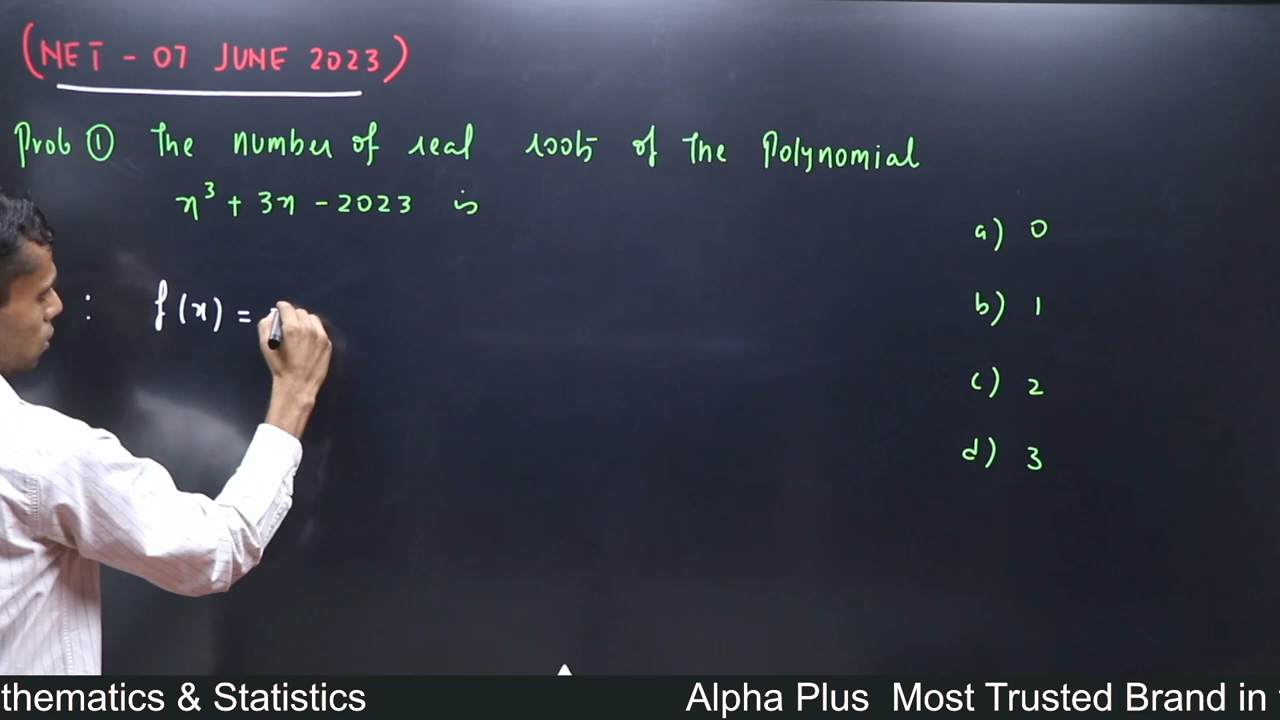 (NET - 07 JUNE 2023)
Prob ① The number of real roots of the Polynomial
x³ + 3x - 2023 is
a) 0
b) 1
: f(x) =
c) 2
d) 3
thematics & Statistics Alpha Plus Most Trusted Brand in